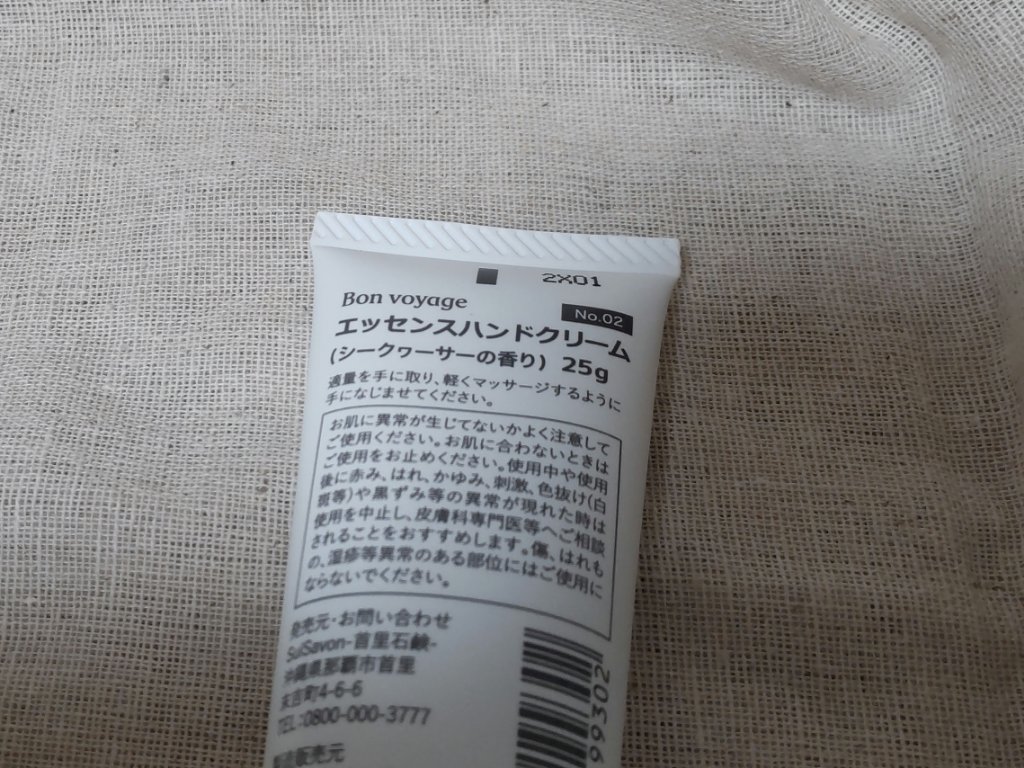 2X01
Bon voyage
No.02
エッセンスハンドクリーム
(シークヮーサーの香り) 25g
適量を手に取り、軽くマッサージするように
手になじませてください。
お肌に異常が生じてないかよく注意して
ご使用ください。お肌に合わないときは
ご使用をお止めください。使用中や使用
後に赤み、はれ、かゆみ、刺激、色抜け(白
斑等)や黒ずみ等の異常が現れた時は
使用を中止し、皮膚科専門医等へご相談
されることをおすすめします。傷、はれも
の、湿疹等異常のある部位にはご使用に
ならないでください。
発売元・お問い合わせ
SuiSavon-首里石鹸-
沖縄県那覇市首里
末吉町4-6-6
TEL:0800-000-3777
製造販売元
99302